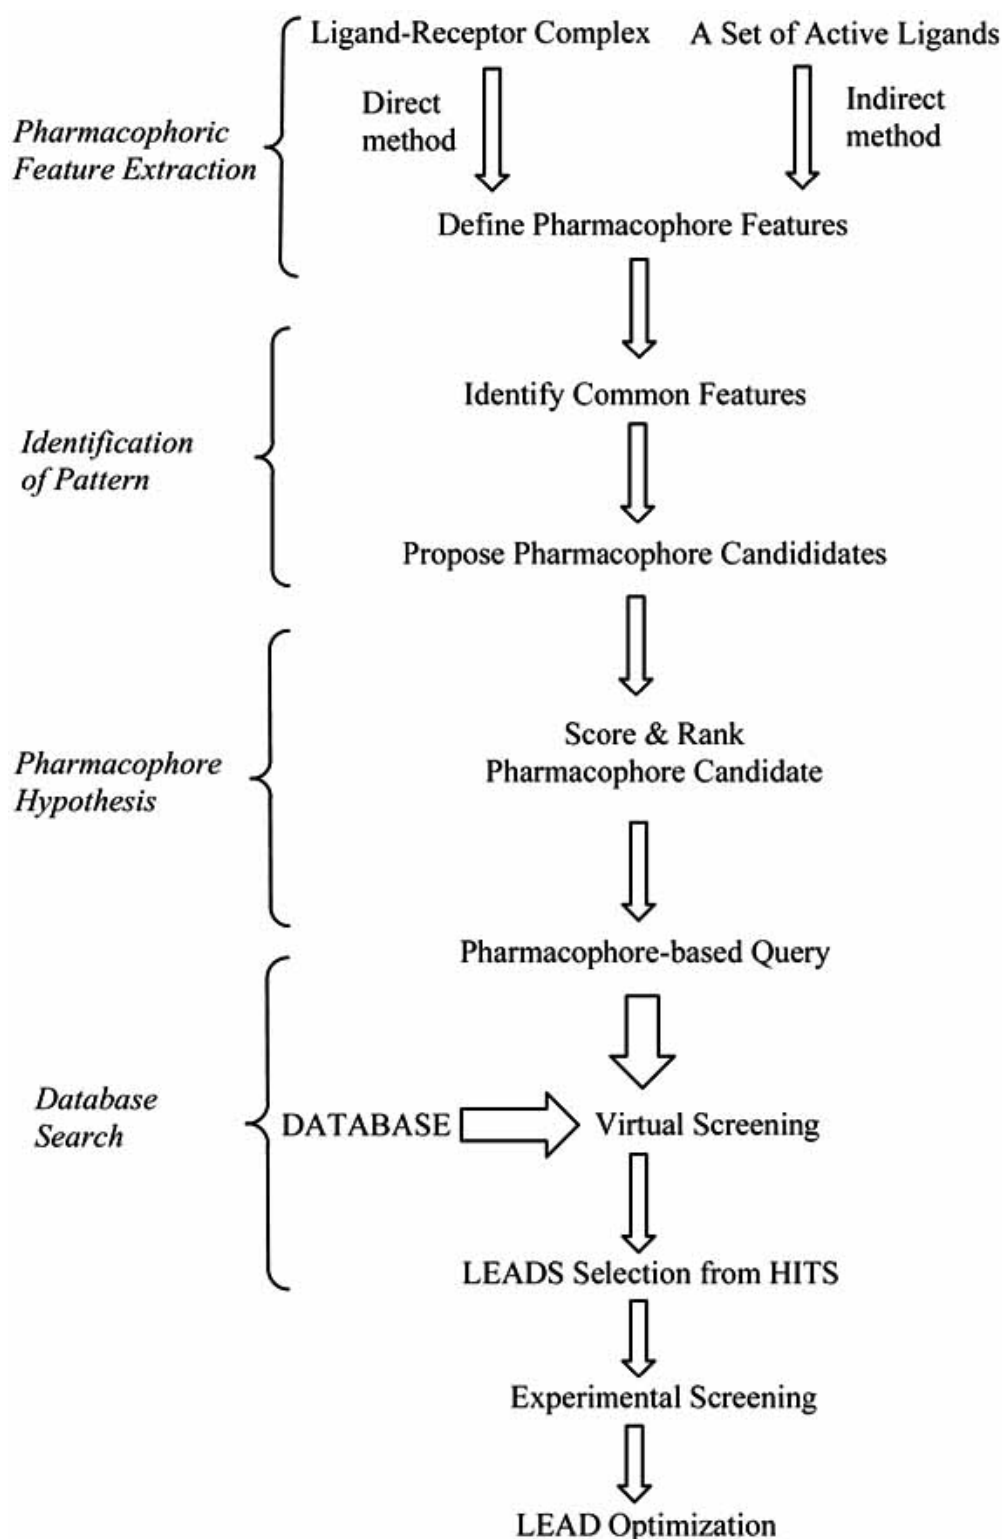 Ligand-Receptor Complex
A Set of Active Ligands
Direct
method
Indirect
method
Pharmacophoric
Feature Extraction
Define Pharmacophore Features
Identify Common Features
Identification
of Pattern
Propose Pharmacophore Candididates
Score & Rank
Pharmacophore Candidate
Pharmacophore
Hypothesis
Pharmacophore-based Query
Database
Search
DATABASE
Virtual Screening
LEADS Selection from HITS
Experimental Screening
LEAD Optimization